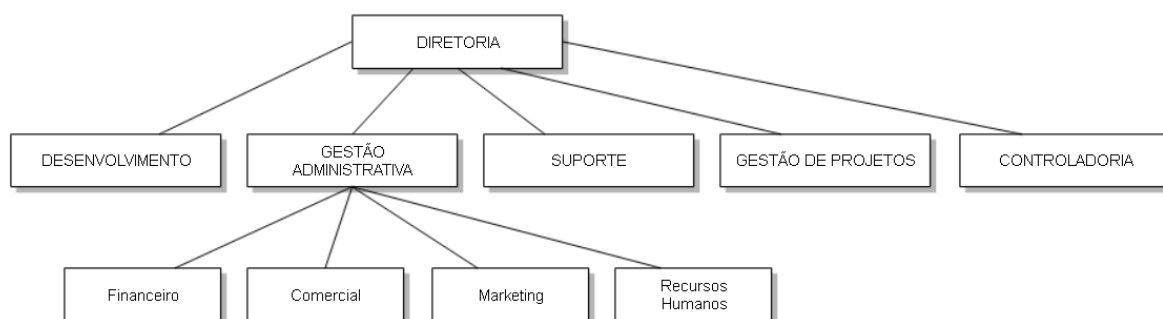 DIRETORIA
DESENVOLVIMENTO
GESTÃO
ADMINISTRATIVA
SUPORTE
GESTÃO DE PROJETOS
CONTROLADORIA
Financeiro
Comercial
Marketing
Recursos
Humanos